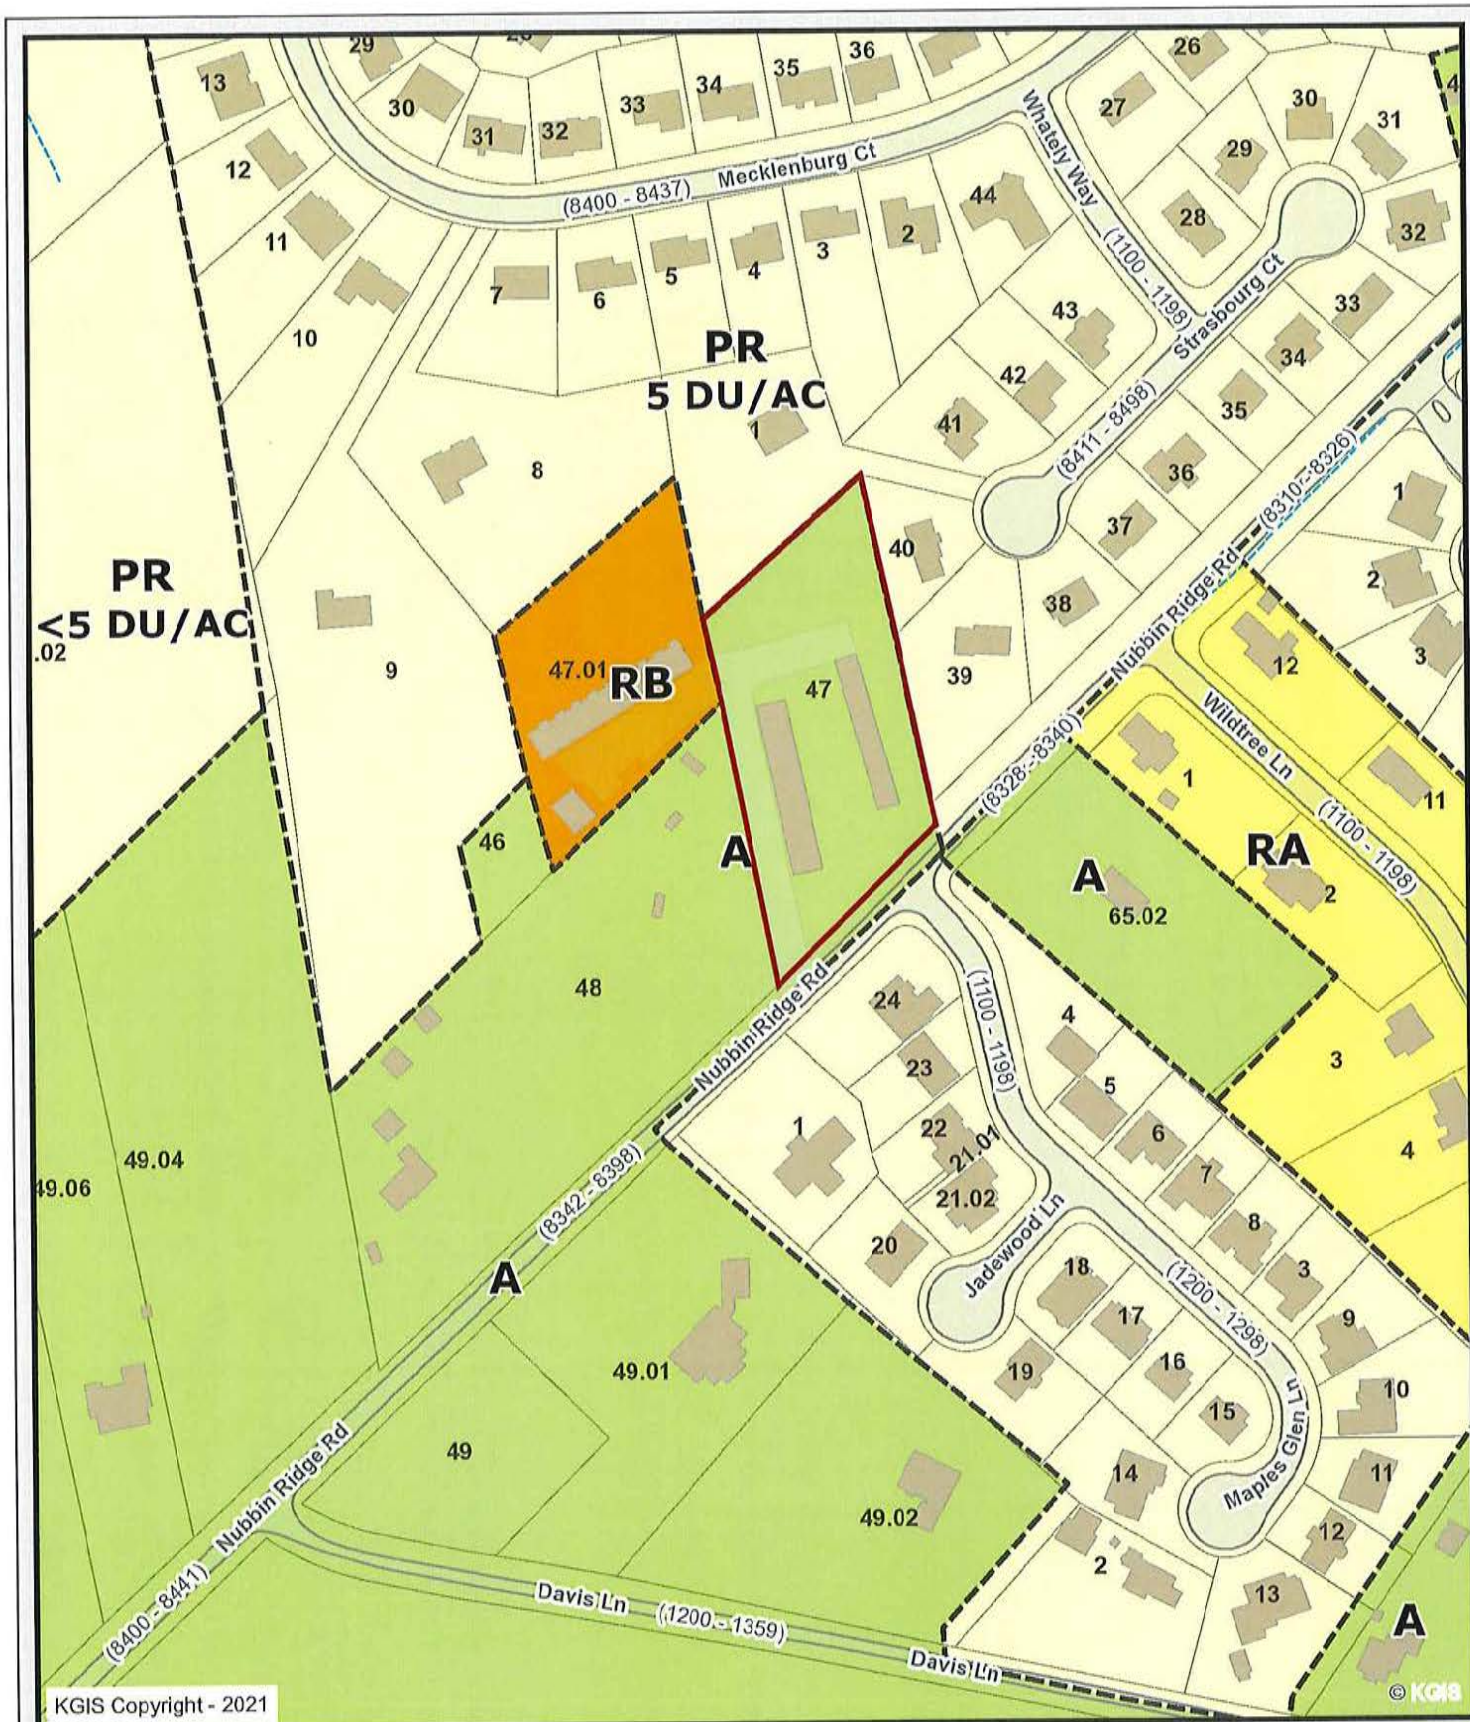 29
28
13
30
31
32
33
34
35
36
26
27
30
31
4
12
11
10
(8400 - 8437)
Mecklenburg Ct
Whately Way
(1100 - 1198)
29
28
32
7
6
5
4
3
2
44
43
42
41
33
34
35
36
37
38
39
40
Strasbourg Ct
(8411 - 8498)
PR
5 DU/AC
1
8
9
PR
<5 DU/AC
.02
47.01
RB
47
46
A
48
(8310 - 8326)
Nubbin Ridge Rd
(8328 - 8340)
1
2
3
12
Wildtree Ln
(1100 - 1198)
1
11
RA
2
A
65.02
3
4
Nubbin Ridge Rd
(8342 - 8398)
24
23
22
21.01
21.02
20
1
(1100 - 1198)
4
5
6
7
8
3
9
10
11
12
13
14
15
16
17
18
19
2
Jadewood Ln
(1200 - 1298)
Maples Glen Ln
49.06
49.04
A
49.01
49
49.02
Nubbin Ridge Rd
(8400 - 8441)
Davis Ln
(1200 - 1359)
Davis Ln
A
KGIS Copyright - 2021
© KGIS